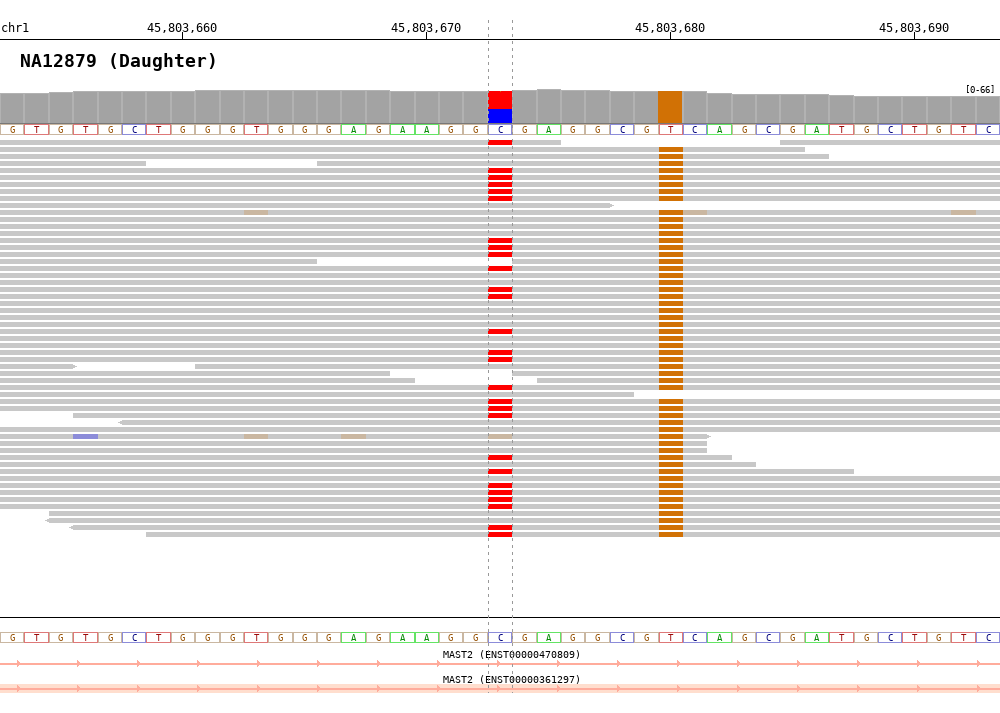 chr1 45,803,660 45,803,670 45,803,680 45,803,690
NA12879 (Daughter)
[0-66]
G T G T G C T G G G T G G G A G A A G G C G A G G C G T C A G C G A T G C T G T C
G T G T G C T G G G T G G G A G A A G G C G A G G C G T C A G C G A T G C T G T C
MAST2 (ENST00000470809)
MAST2 (ENST00000361297)